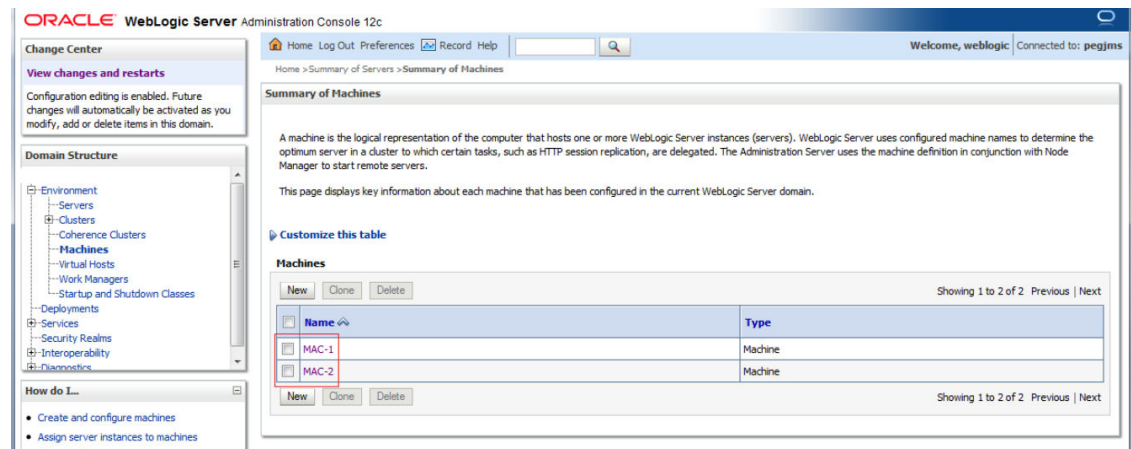 ORACLE WebLogic Server Administration Console 12c
Change Center
View changes and restarts
Configuration editing is enabled. Future
changes will automatically be activated as you
modify, add or delete items in this domain.
Domain Structure
Environment
Servers
Clusters
Coherence Clusters
Machines
Virtual Hosts
Work Managers
Startup and Shutdown Classes
Deployments
Services
Security Realms
Interoperability
Diagnostics
How do I...
Create and configure machines
Assign server instances to machines
Home Log Out Preferences Record Help
Welcome, weblogic Connected to: pegjms
Home >Summary of Servers >Summary of Machines
Summary of Machines
A machine is the logical representation of the computer that hosts one or more WebLogic Server instances (servers). WebLogic Server uses configured machine names to determine the
optimum server in a cluster to which certain tasks, such as HTTP session replication, are delegated. The Administration Server uses the machine definition in conjunction with Node
Manager to start remote servers.
This page displays key information about each machine that has been configured in the current WebLogic Server domain.
Customize this table
Machines
New Clone Delete Showing 1 to 2 of 2 Previous | Next
Name Type
MAC-1 Machine
MAC-2 Machine
New Clone Delete Showing 1 to 2 of 2 Previous | Next